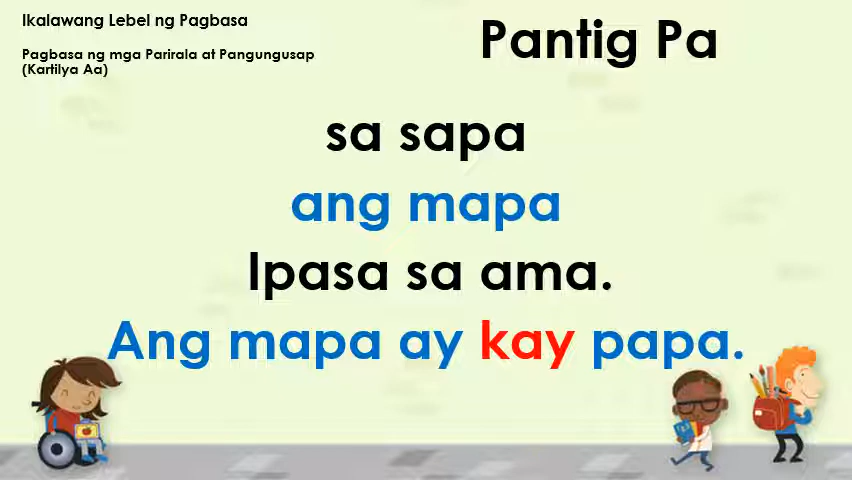 Ikalawang Lebel ng Pagbasa
Pagbasa ng mga Parirala at Pangungusap
(Kartilya Aa)
Pantig Pa
sa sapa
ang mapa
Ipasa sa ama.
Ang mapa ay kay papa.